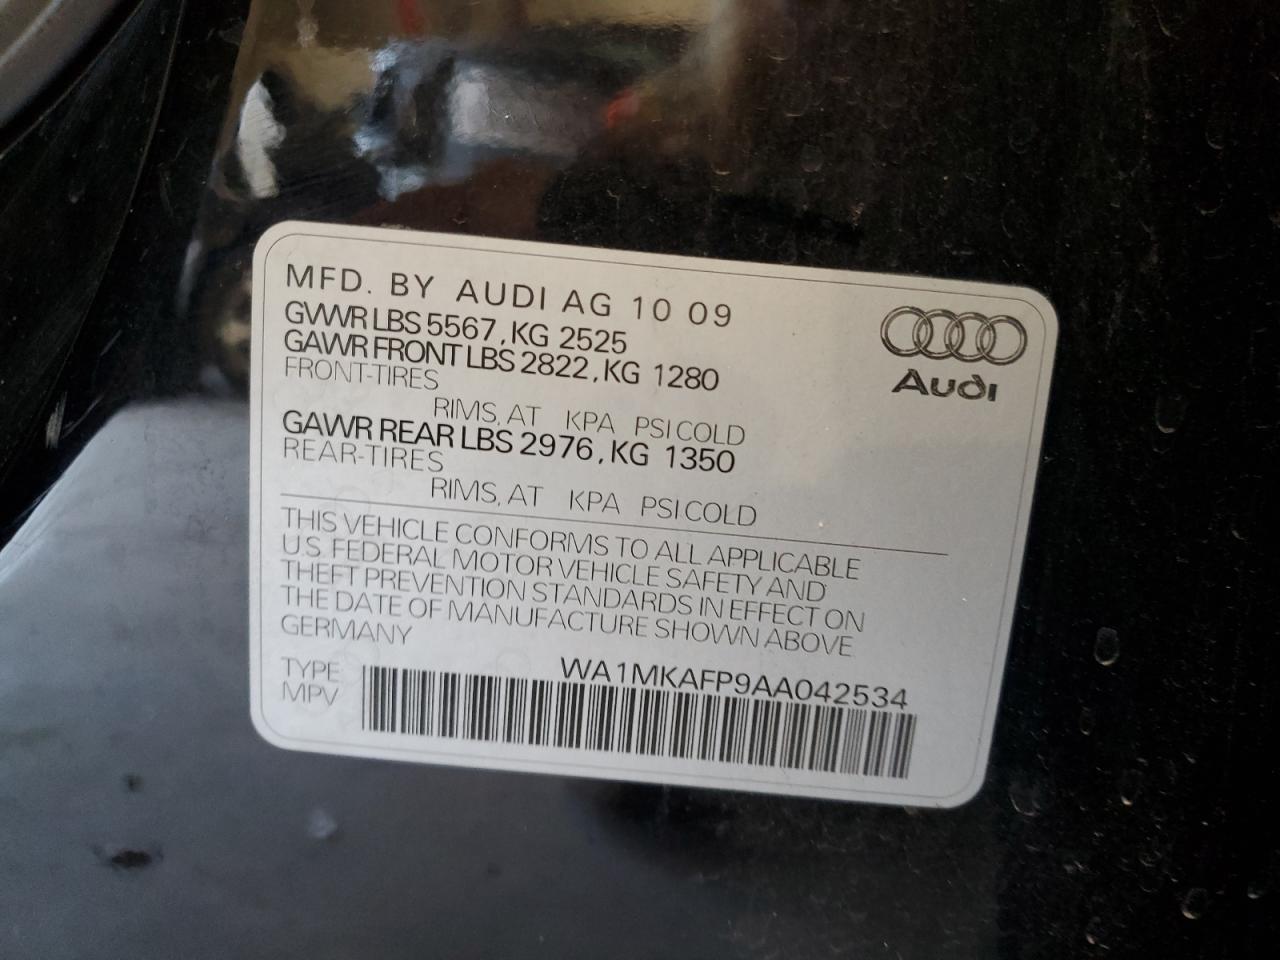 MFD. BY AUDI AG 10 09
GVWR LBS 5567, KG 2525
GAWR FRONT LBS 2822, KG 1280
FRONT-TIRES
RIMS, AT KPA PSI COLD
GAWR REAR LBS 2976, KG 1350
REAR-TIRES
RIMS, AT KPA PSI COLD
THIS VEHICLE CONFORMS TO ALL APPLICABLE
U.S. FEDERAL MOTOR VEHICLE SAFETY AND
THEFT PREVENTION STANDARDS IN EFFECT ON
THE DATE OF MANUFACTURE SHOWN ABOVE
GERMANY
TYPE
MPV
WA1MKAFP9AA042534
Audi